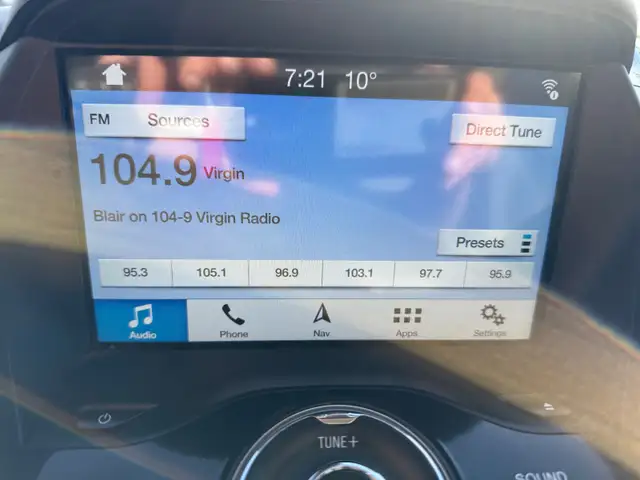 7:21 10°
FM Sources
Direct Tune
104.9 Virgin
Blair on 104-9 Virgin Radio
Presets
95.3 105.1 96.9 103.1 97.7 95.9
Audio Phone Nav Apps Settings
TUNE+
SOUND